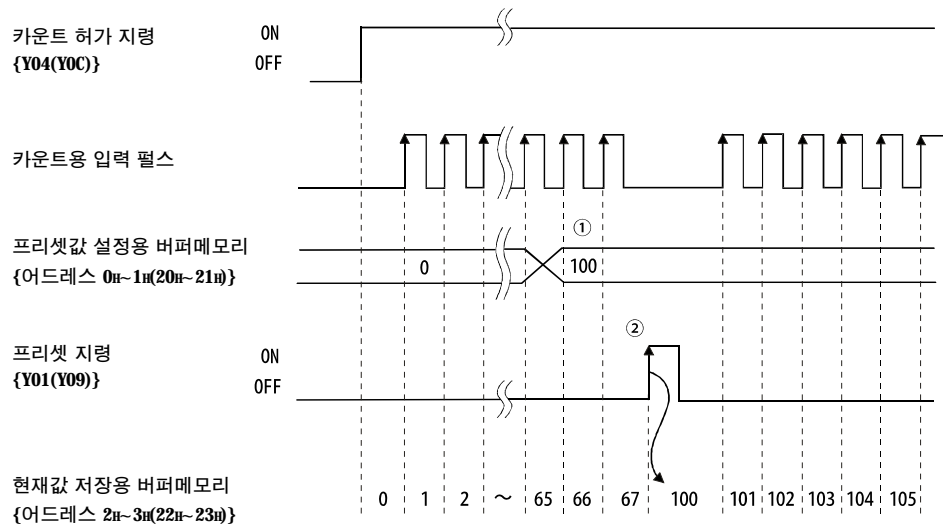 카운트 허가 지령
{Y04(Y0C)}
ON
OFF
카운트용 입력 펄스
프리셋값 설정용 버퍼메모리
{어드레스 0H~1H(20H~21H)}
0
①
100
프리셋 지령
{Y01(Y09)}
ON
OFF
②
현재값 저장용 버퍼메모리
{어드레스 2H~3H(22H~23H)}
0 1 2 ~ 65 66 67 100 101 102 103 104 105